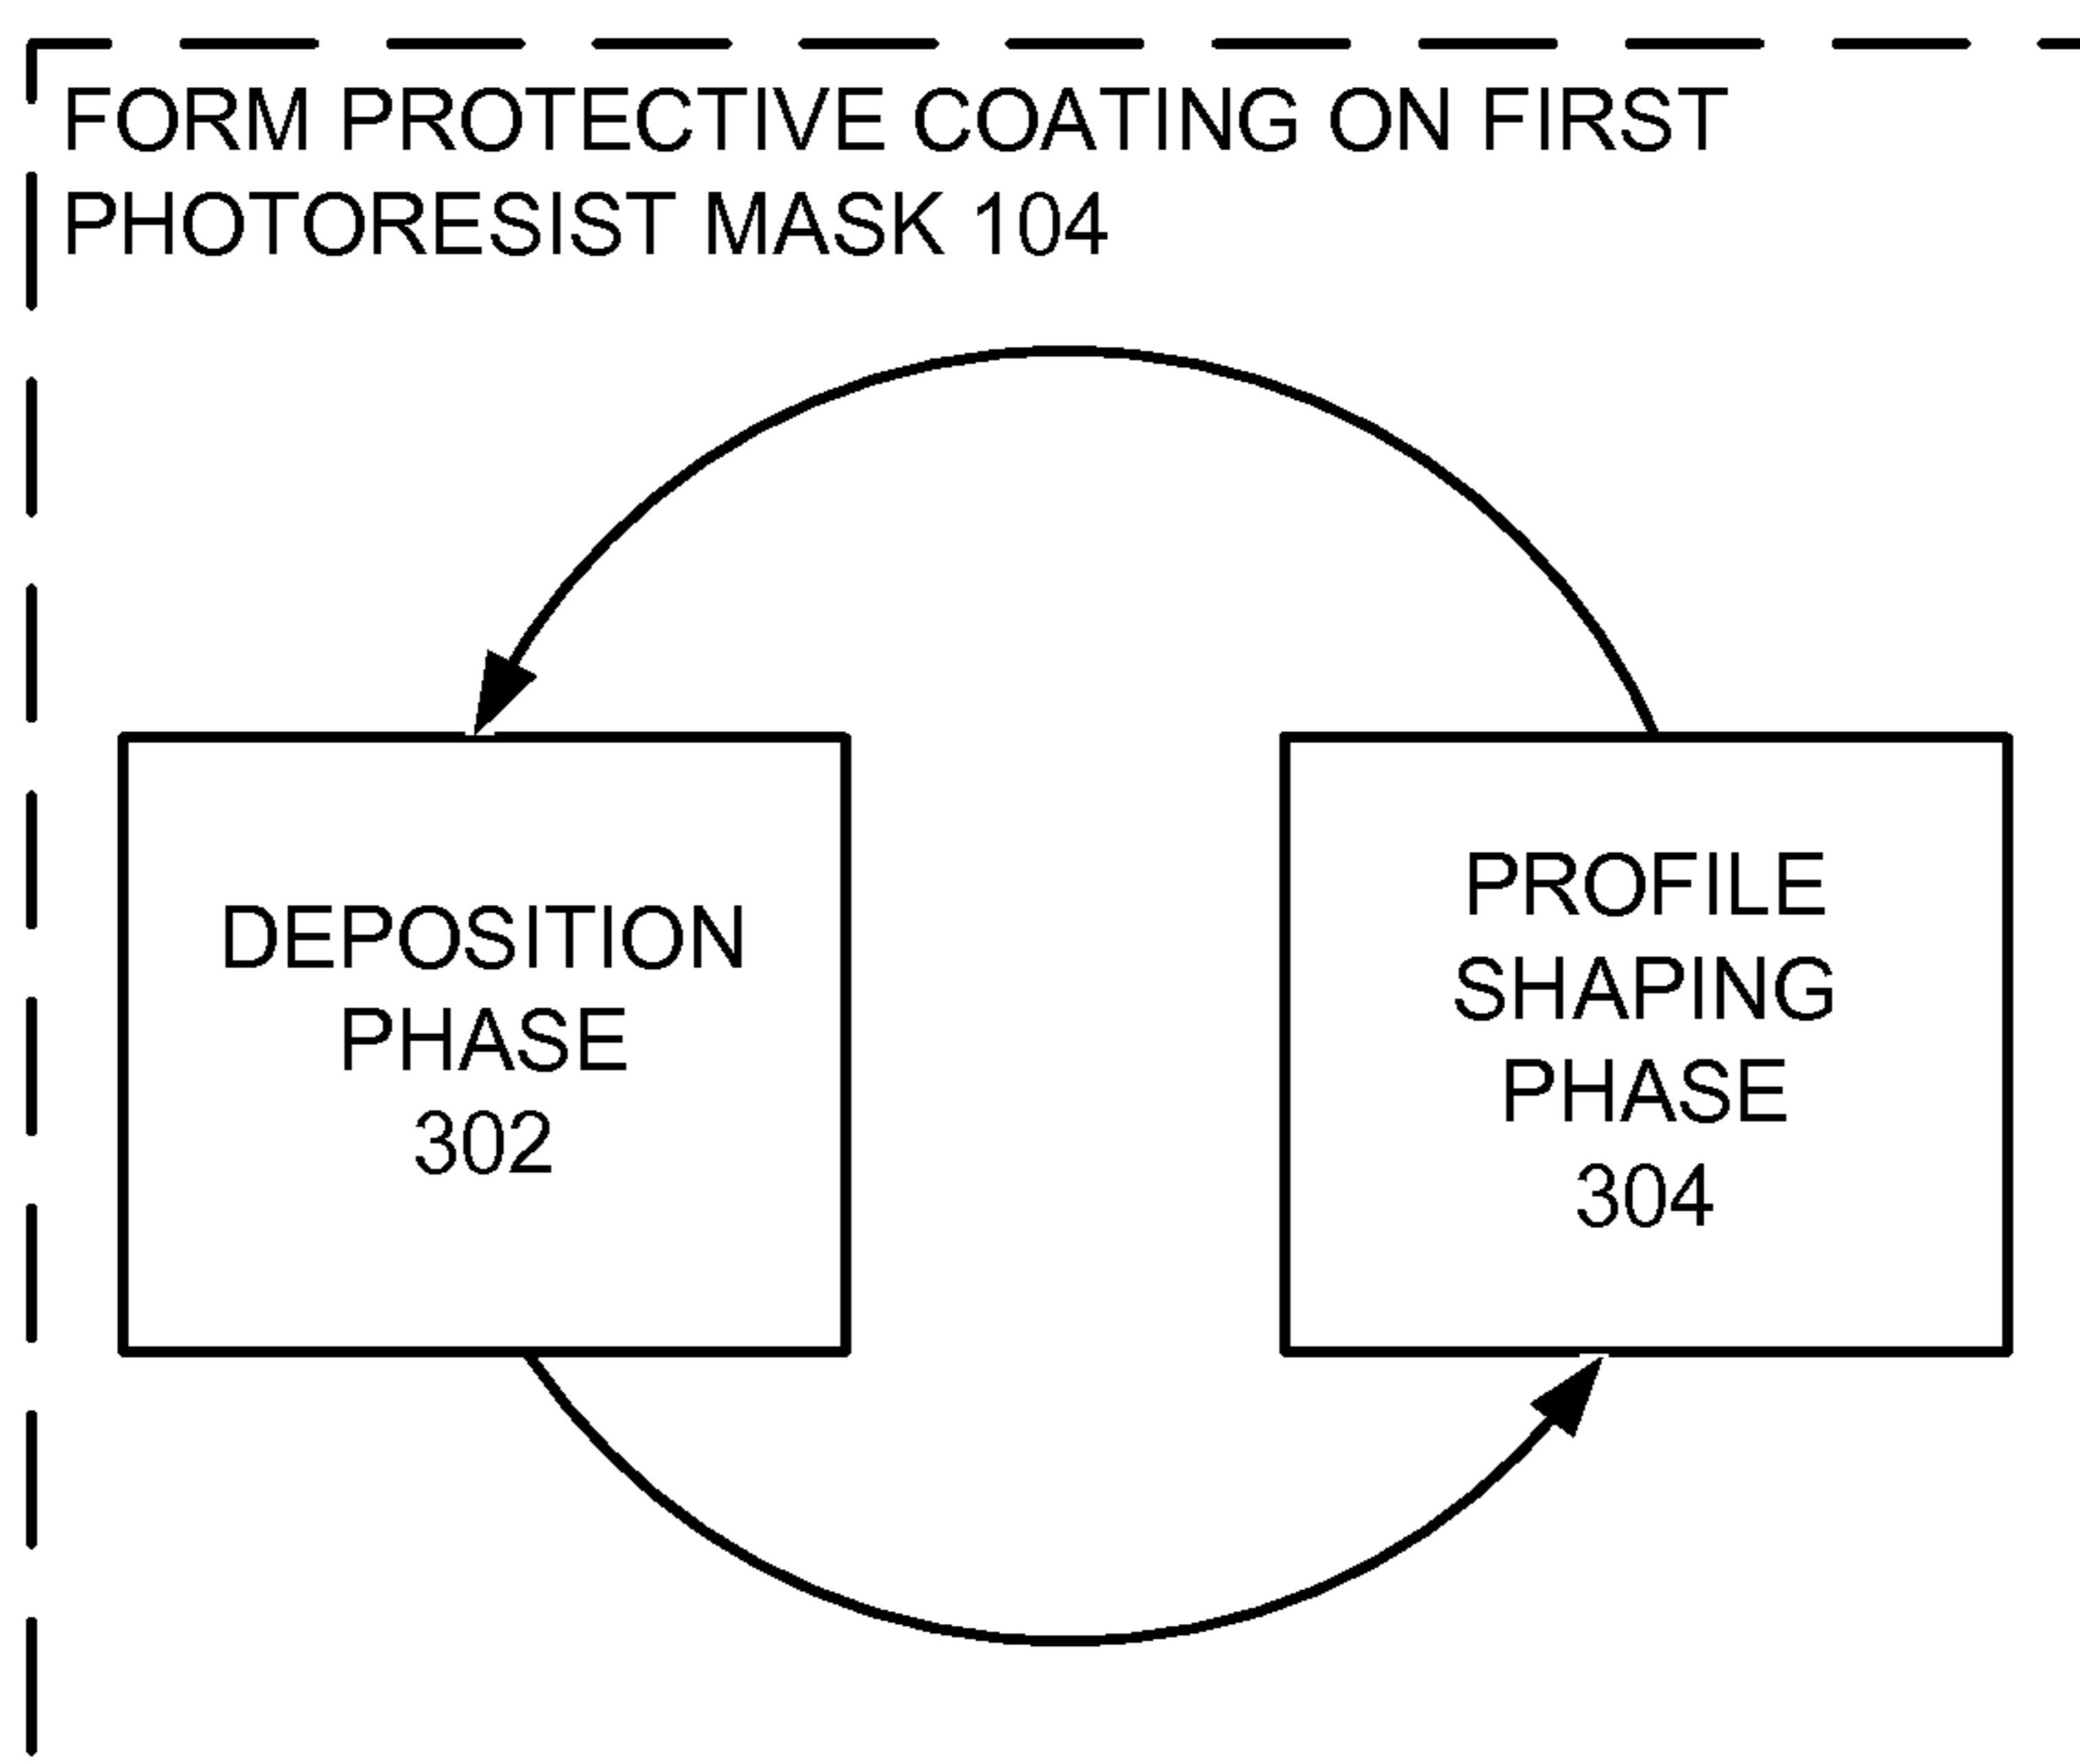 FORM PROTECTIVE COATING ON FIRST
PHOTORESIST MASK 104
DEPOSITION
PHASE
302
PROFILE
SHAPING
PHASE
304